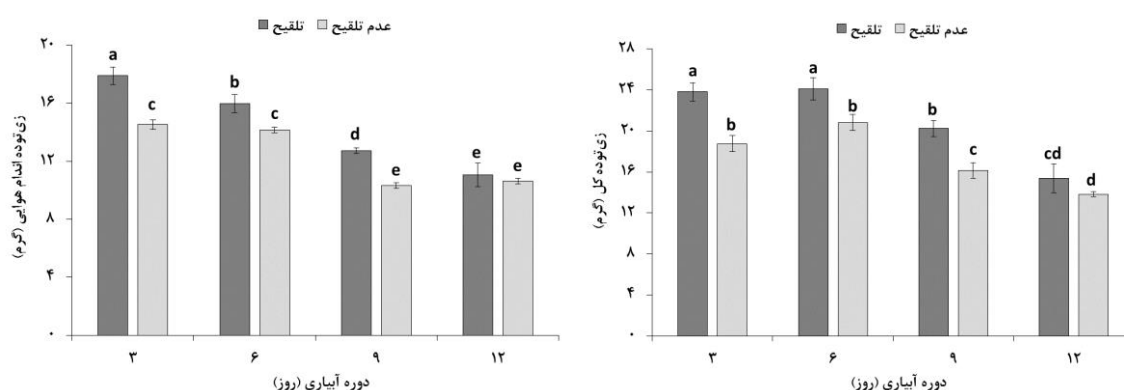 تلقیح عدم تلقیح
زی‌توده اندام هوایی (گرم)
۲۰
۱۶
۱۲
۸
۴
۰
a
c
b
c
d
e
e
e
۳ ۶ ۹ ۱۲
دوره آبیاری (روز)
تلقیح عدم تلقیح
زی‌توده کل (گرم)
۲۸
۲۴
۲۰
۱۶
۱۲
۸
۴
۰
a
b
a
b
b
c
cd
d
۳ ۶ ۹ ۱۲
دوره آبیاری (روز)